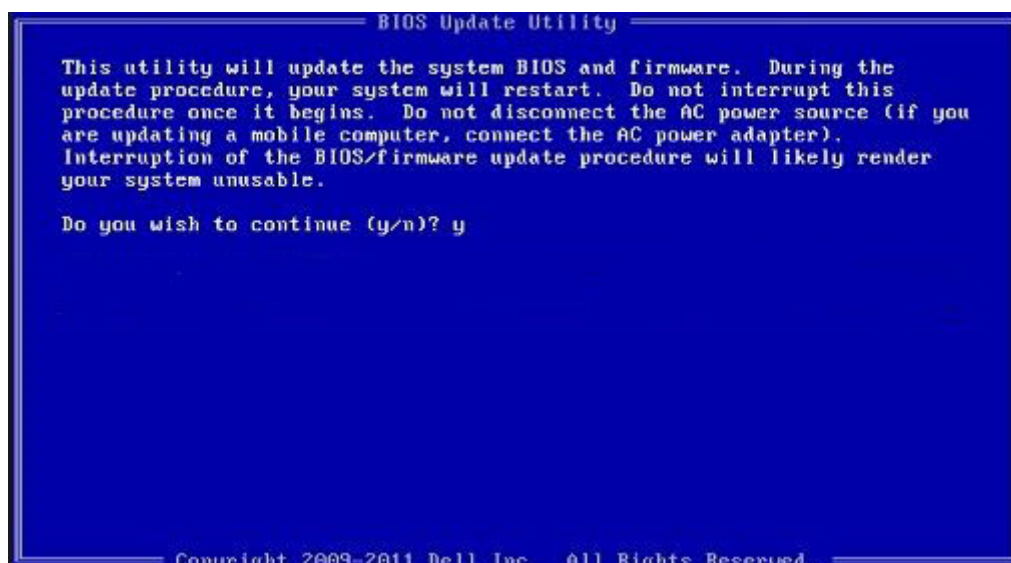 BIOS Update Utility
This utility will update the system BIOS and firmware. During the
update procedure, your system will restart. Do not interrupt this
procedure once it begins. Do not disconnect the AC power source (if you
are updating a mobile computer, connect the AC power adapter).
Interruption of the BIOS/firmware update procedure will likely render
your system unusable.
Do you wish to continue (y/n)? y
Copyright 2009-2011 Dell Inc. All Rights Reserved.